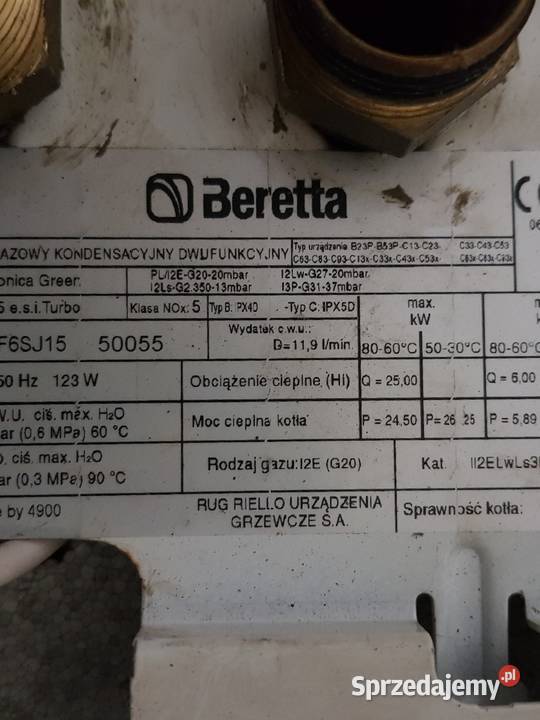 Beretta
AZOWY KONDENSACYJNY DWUFUNKCYJNY
Typ urządzenia B23P-B53P-C13-C23- C33-C43-C53
C63-C83-C93-C13x-C33x-C43x-C53x- C83x-C93x
onica Green
PL/I2E-G20-20mbar I2Lw-G27-20mbar
I2Ls-G2.350-13mbar I3P-G31-37mbar
5 e.s.i.Turbo Klasa NOx: 5 Typ B: IPX4D -Typ C: IPX5D max. kW
F6SJ15 50055 Wydatek c.w.u.:
D=11,9 l/min. 80-60°C 50-30°C 80-60°
50 Hz 123 W Obciążenie cieplne (Hi) Q = 25,00 Q = 6,00
W.U. ciś. max. H2O
bar (0,6 MPa) 60 °C Moc cieplna kotła P = 24,50 P= 26 25 P = 5,89
o. ciś. max. H2O
ar (0,3 MPa) 90 °C Rodzaj gazu: I2E (G20) Kat. II2ELwLs3
e by 4900 RUG RIELLO URZĄDZENIA
GRZEWCZE S.A. Sprawność kotła:
Sprzedajemy.pl